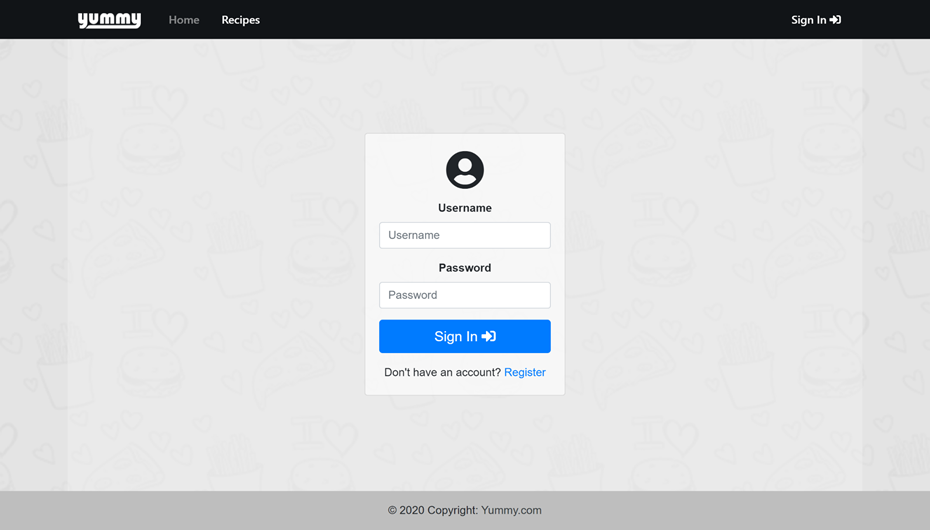 yummy Home Recipes Sign In
Username
Username
Password
Password
Sign In
Don't have an account? Register
© 2020 Copyright: Yummy.com